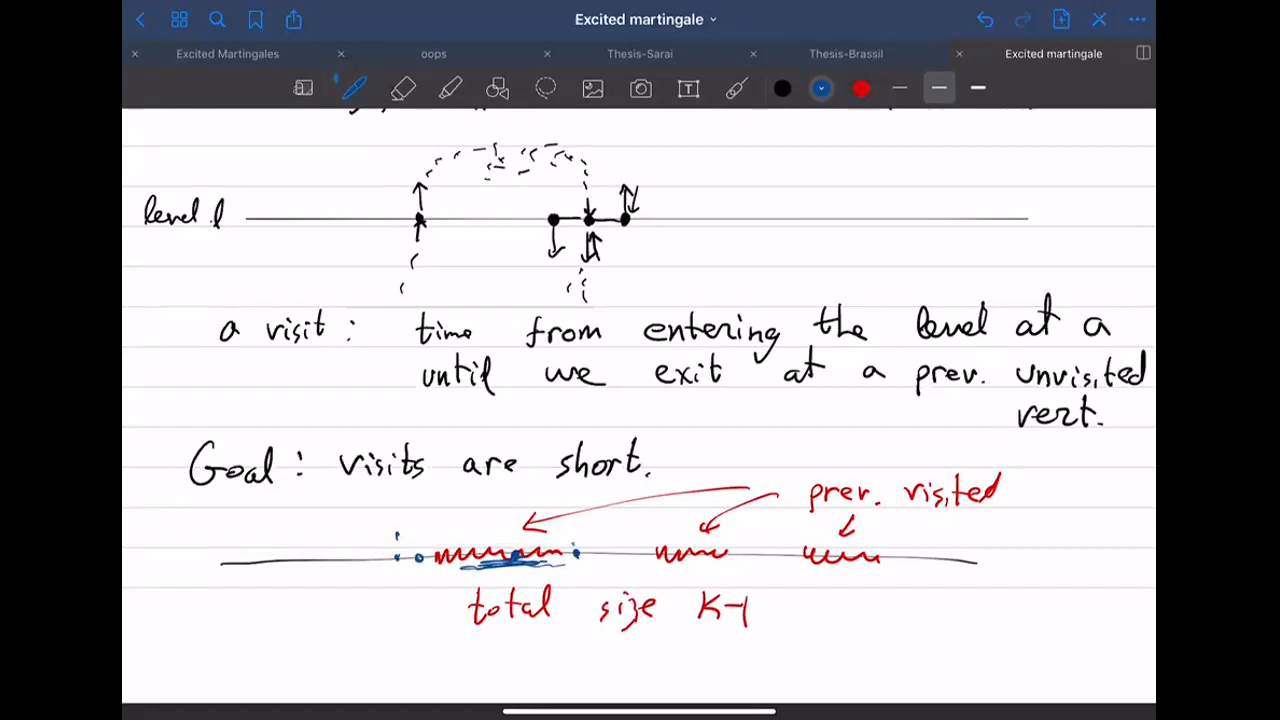 Excited martingale
Excited Martingales
oops
Thesis-Sarai
Thesis-Brassil
Excited martingale
T
level l
a visit: time from entering the level at a
until we exit at a prev. unvisited
vert.
Goal: visits are short.
prev. visited
total size K-1